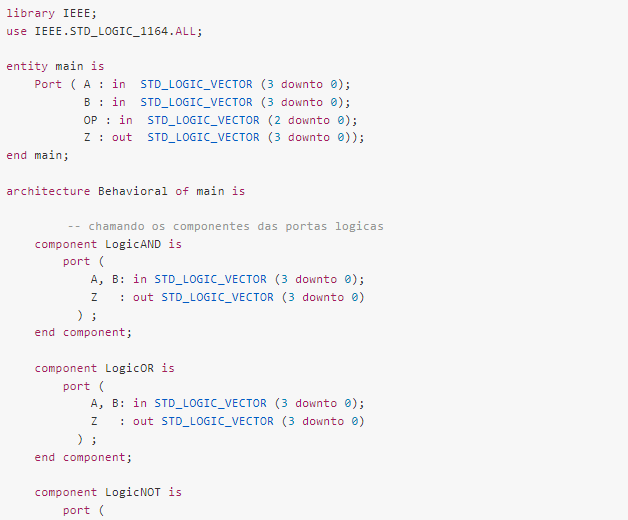 library IEEE;
use IEEE.STD_LOGIC_1164.ALL;

entity main is
    Port ( A : in  STD_LOGIC_VECTOR (3 downto 0);
           B : in  STD_LOGIC_VECTOR (3 downto 0);
           OP : in  STD_LOGIC_VECTOR (2 downto 0);
           Z : out  STD_LOGIC_VECTOR (3 downto 0));
end main;

architecture Behavioral of main is

         -- chamando os componentes das portas logicas
    component LogicAND is
        port (
            A, B: in STD_LOGIC_VECTOR (3 downto 0);
            Z   : out STD_LOGIC_VECTOR (3 downto 0)
          ) ;
    end component;

    component LogicOR is
        port (
            A, B: in STD_LOGIC_VECTOR (3 downto 0);
            Z   : out STD_LOGIC_VECTOR (3 downto 0)
          ) ;
    end component;

    component LogicNOT is
        port (